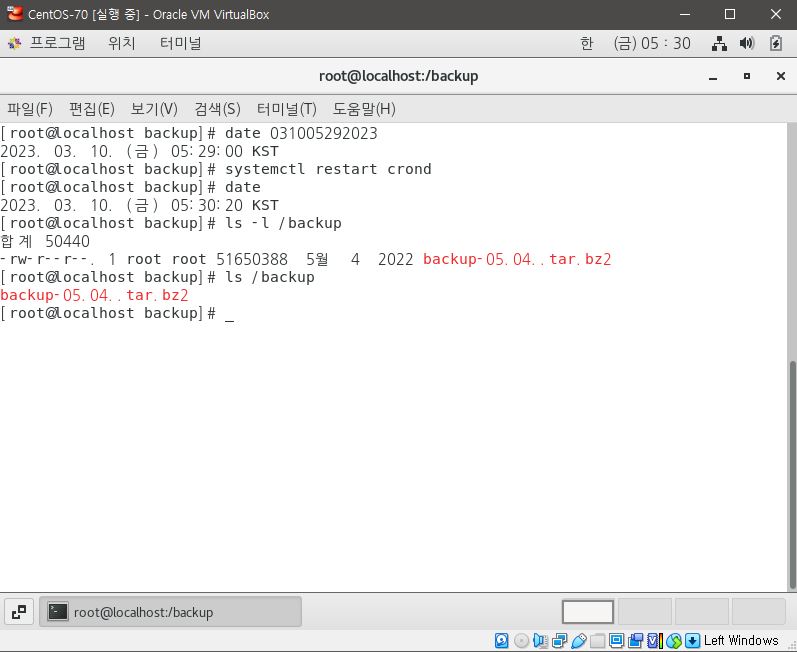 CentOS-70 [실행 중] - Oracle VM VirtualBox
프로그램 위치 터미널 한 (금) 05 : 30
root@localhost:/backup
파일(F) 편집(E) 보기(V) 검색(S) 터미널(T) 도움말(H)
[root@localhost backup]# date 031005292023
2023. 03. 10. (금) 05:29:00 KST
[root@localhost backup]# systemctl restart crond
[root@localhost backup]# date
2023. 03. 10. (금) 05:30:20 KST
[root@localhost backup]# ls -l /backup
합계 50440
-rw-r--r--. 1 root root 51650388  5월  4  2022 backup-05.04..tar.bz2
[root@localhost backup]# ls /backup
backup-05.04..tar.bz2
[root@localhost backup]# _
root@localhost:/backup
Left Windows